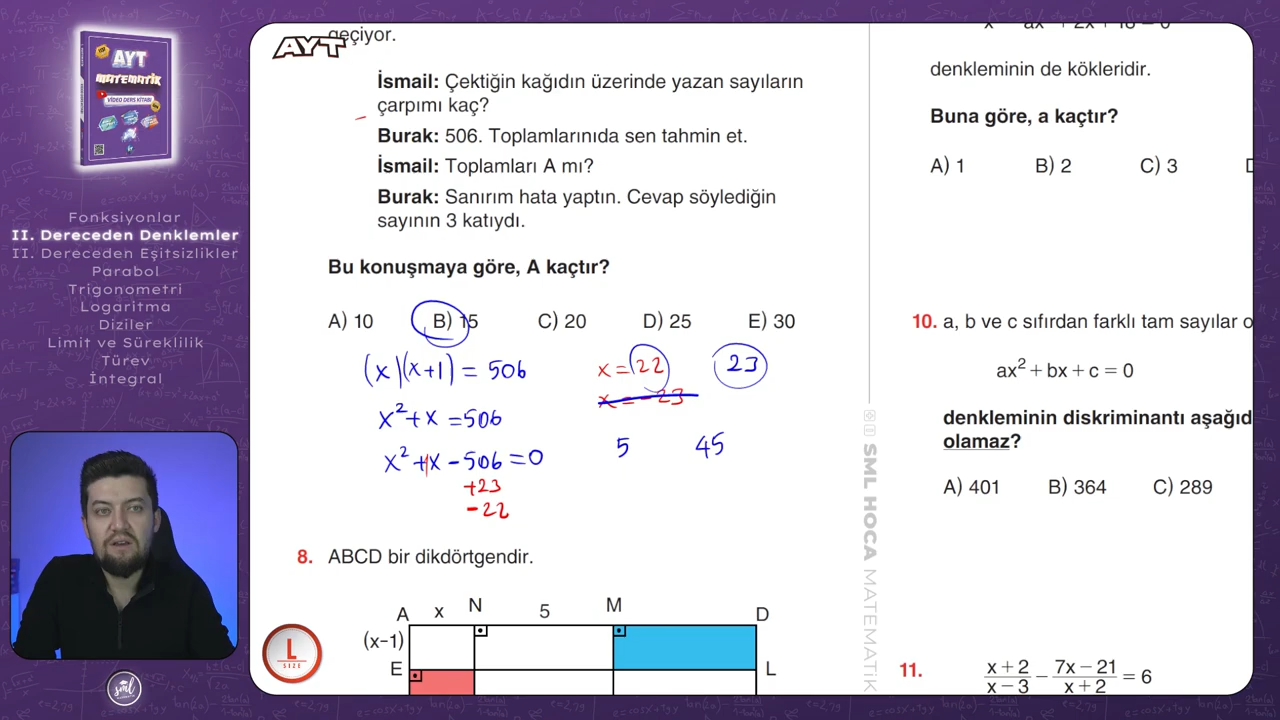 AYT
MATEMATİK
VİDEO DERS KİTABI
Fonksiyonlar
II. Dereceden Denklemler
II. Dereceden Eşitsizlikler
Parabol
Trigonometri
Logaritma
Diziler
Limit ve Süreklilik
Türev
İntegral
sml
AYT
geçiyor.
İsmail: Çektiğin kağıdın üzerinde yazan sayıların
çarpımı kaç?
Burak: 506. Toplamlarınıda sen tahmin et.
İsmail: Toplamları A mı?
Burak: Sanırım hata yaptın. Cevap söylediğin
sayının 3 katıydı.
Bu konuşmaya göre, A kaçtır?
A) 10 B) 15 C) 20 D) 25 E) 30
(x)(x+1) = 506
x² + x = 506
x² + x - 506 = 0
+23
-22
x = 22 23
x = -23
5 45
8. ABCD bir dikdörtgendir.
A x N 5 M D
(x–1)
E L
L
SIZE
SML HOCA MATEMATİK
denkleminin de kökleridir.
Buna göre, a kaçtır?
A) 1 B) 2 C) 3
10. a, b ve c sıfırdan farklı tam sayılar o
ax² + bx + c = 0
denkleminin diskriminantı aşağıd
olamaz?
A) 401 B) 364 C) 289
11. x + 2 / x – 3 – 7x – 21 / x + 2 = 6